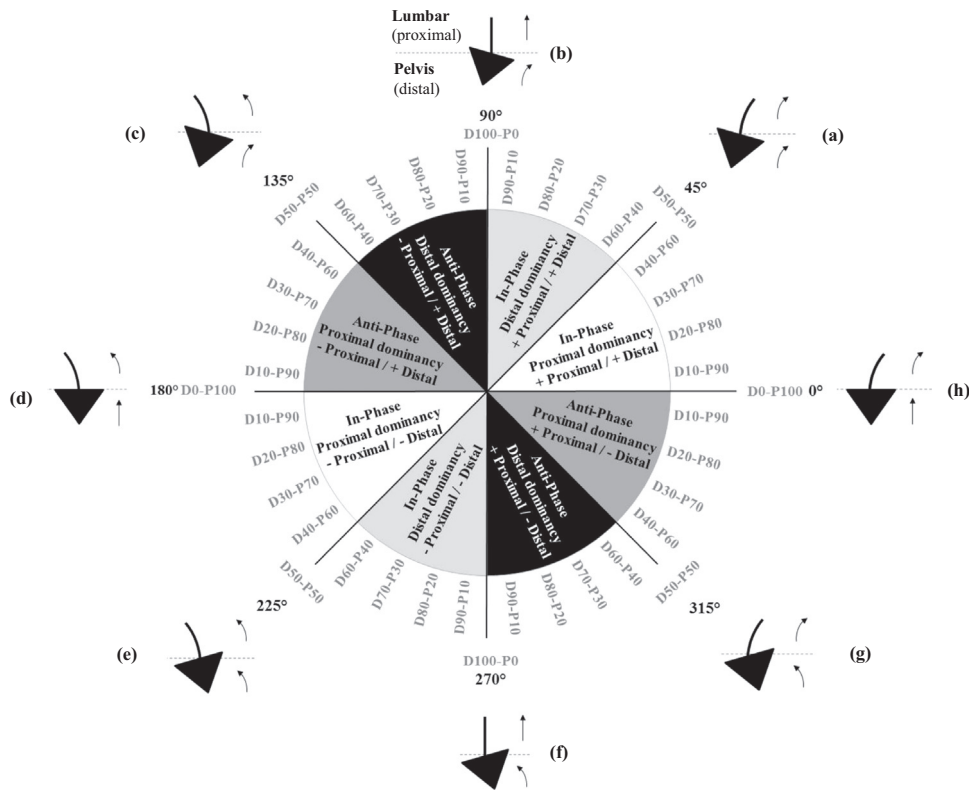 Lumbar
(proximal)
Pelvis
(distal)
(b)
90°
D100-P0
(c)
(a)
135°
45°
D50-P50
D60-P40
D70-P30
D80-P20
D90-P10
D90-P10
D80-P20
D70-P30
D60-P40
D50-P50
D40-P60
D30-P70
D20-P80
D10-P90
D40-P60
D30-P70
D20-P80
D10-P90
Anti-Phase
Distal dominancy
- Proximal / + Distal
In-Phase
Distal dominancy
+ Proximal / + Distal
Anti-Phase
Proximal dominancy
- Proximal / + Distal
In-Phase
Proximal dominancy
+ Proximal / + Distal
(d)
180° D0-P100
D0-P100 0°
(h)
In-Phase
Proximal dominancy
- Proximal / - Distal
Anti-Phase
Proximal dominancy
+ Proximal / - Distal
In-Phase
Distal dominancy
- Proximal / - Distal
Anti-Phase
Distal dominancy
+ Proximal / - Distal
D10-P90
D20-P80
D30-P70
D40-P60
D50-P50
D60-P40
D70-P30
D80-P20
D90-P10
D90-P10
D80-P20
D70-P30
D60-P40
D50-P50
D40-P60
D30-P70
D20-P80
D10-P90
225°
315°
(e)
(g)
D100-P0
270°
(f)